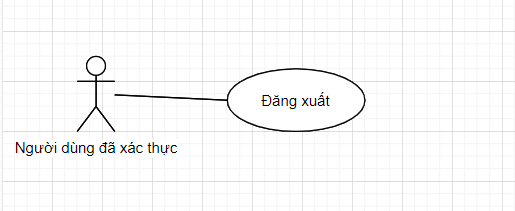 Đăng xuất
Người dùng đã xác thực